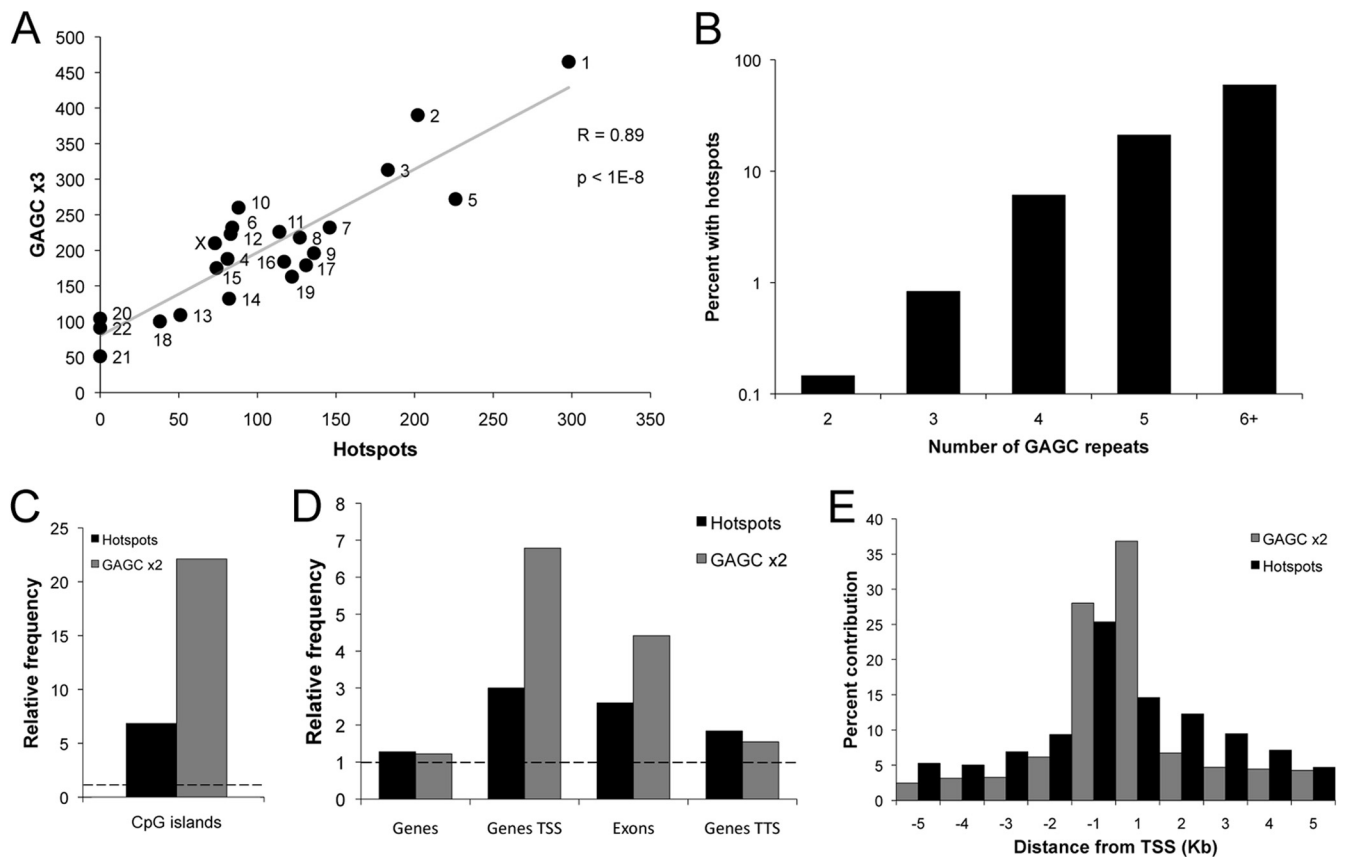 A
GAGC x3
500
450
400
350
300
250
200
150
100
50
0
0 50 100 150 200 250 300 350
Hotspots
1
2
3
5
10
6
12
X
11
8
7
4
16
9
15
17
19
14
13
18
20
22
21
R = 0.89
p < 1E-8
B
Percent with hotspots
100
10
1
0.1
2 3 4 5 6+
Number of GAGC repeats
C
Relative frequency
25
20
15
10
5
0
Hotspots
GAGC x2
CpG islands
D
Relative frequency
8
7
6
5
4
3
2
1
0
Hotspots
GAGC x2
Genes Genes TSS Exons Genes TTS
E
Percent contribution
40
35
30
25
20
15
10
5
0
GAGC x2
Hotspots
-5 -4 -3 -2 -1 1 2 3 4 5
Distance from TSS (Kb)